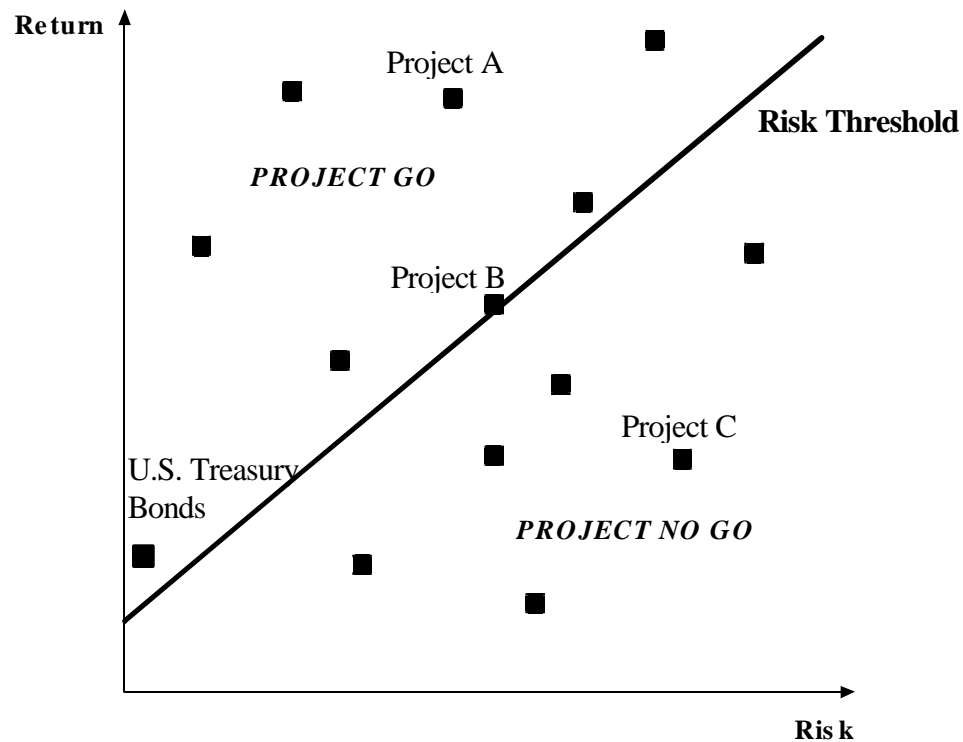 Return
Project A
Risk Threshold
PROJECT GO
Project B
Project C
U.S. Treasury
Bonds
PROJECT NO GO
Risk